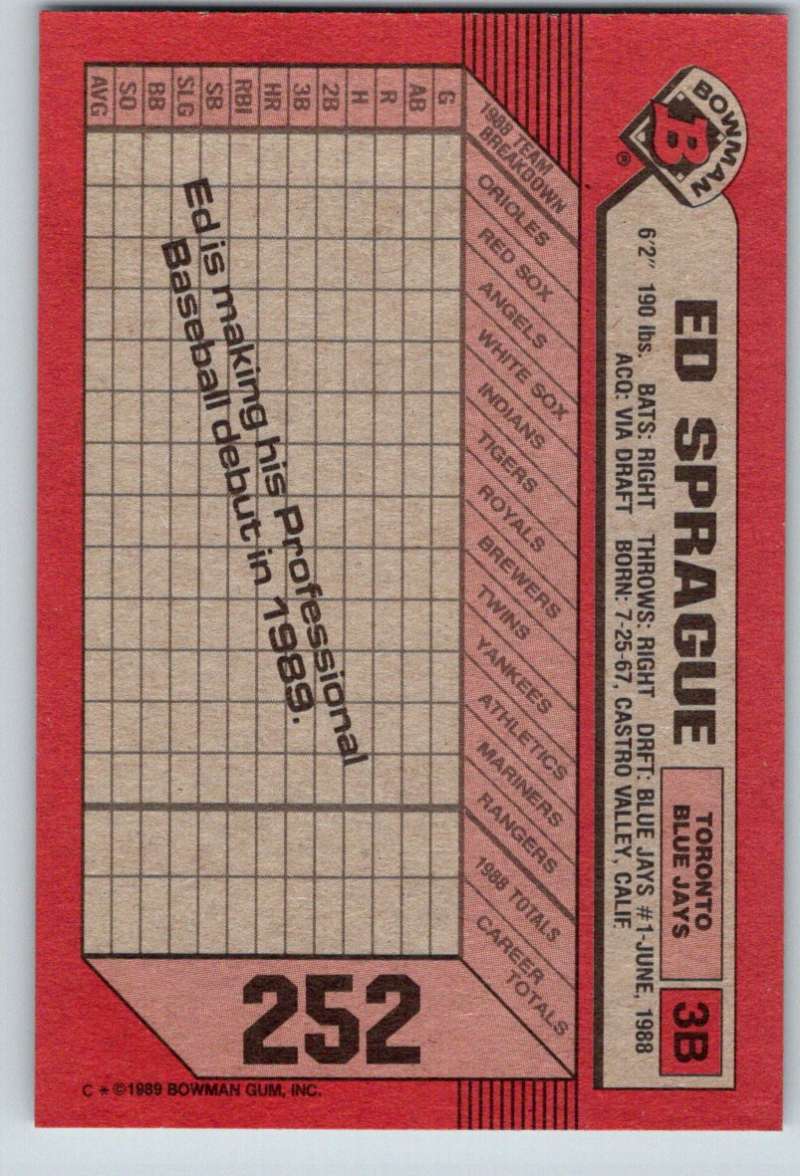 BOWMAN
B
®
ED SPRAGUE
TORONTO
BLUE JAYS
3B
6'2" 190 lbs. BATS: RIGHT THROWS: RIGHT DRFT: BLUE JAYS #1-JUNE, 1988
ACQ: VIA DRAFT BORN: 7-25-67, CASTRO VALLEY, CALIF.
1988 TEAM
BREAKDOWN
ORIOLES
RED SOX
ANGELS
WHITE SOX
INDIANS
TIGERS
ROYALS
BREWERS
TWINS
YANKEES
ATHLETICS
MARINERS
RANGERS
1988 TOTALS
CAREER
TOTALS
G
AB
R
H
2B
3B
HR
RBI
SB
SLG
BB
SO
AVG
Ed is making his Professional
Baseball debut in 1989.
252
C * ©1989 BOWMAN GUM, INC.